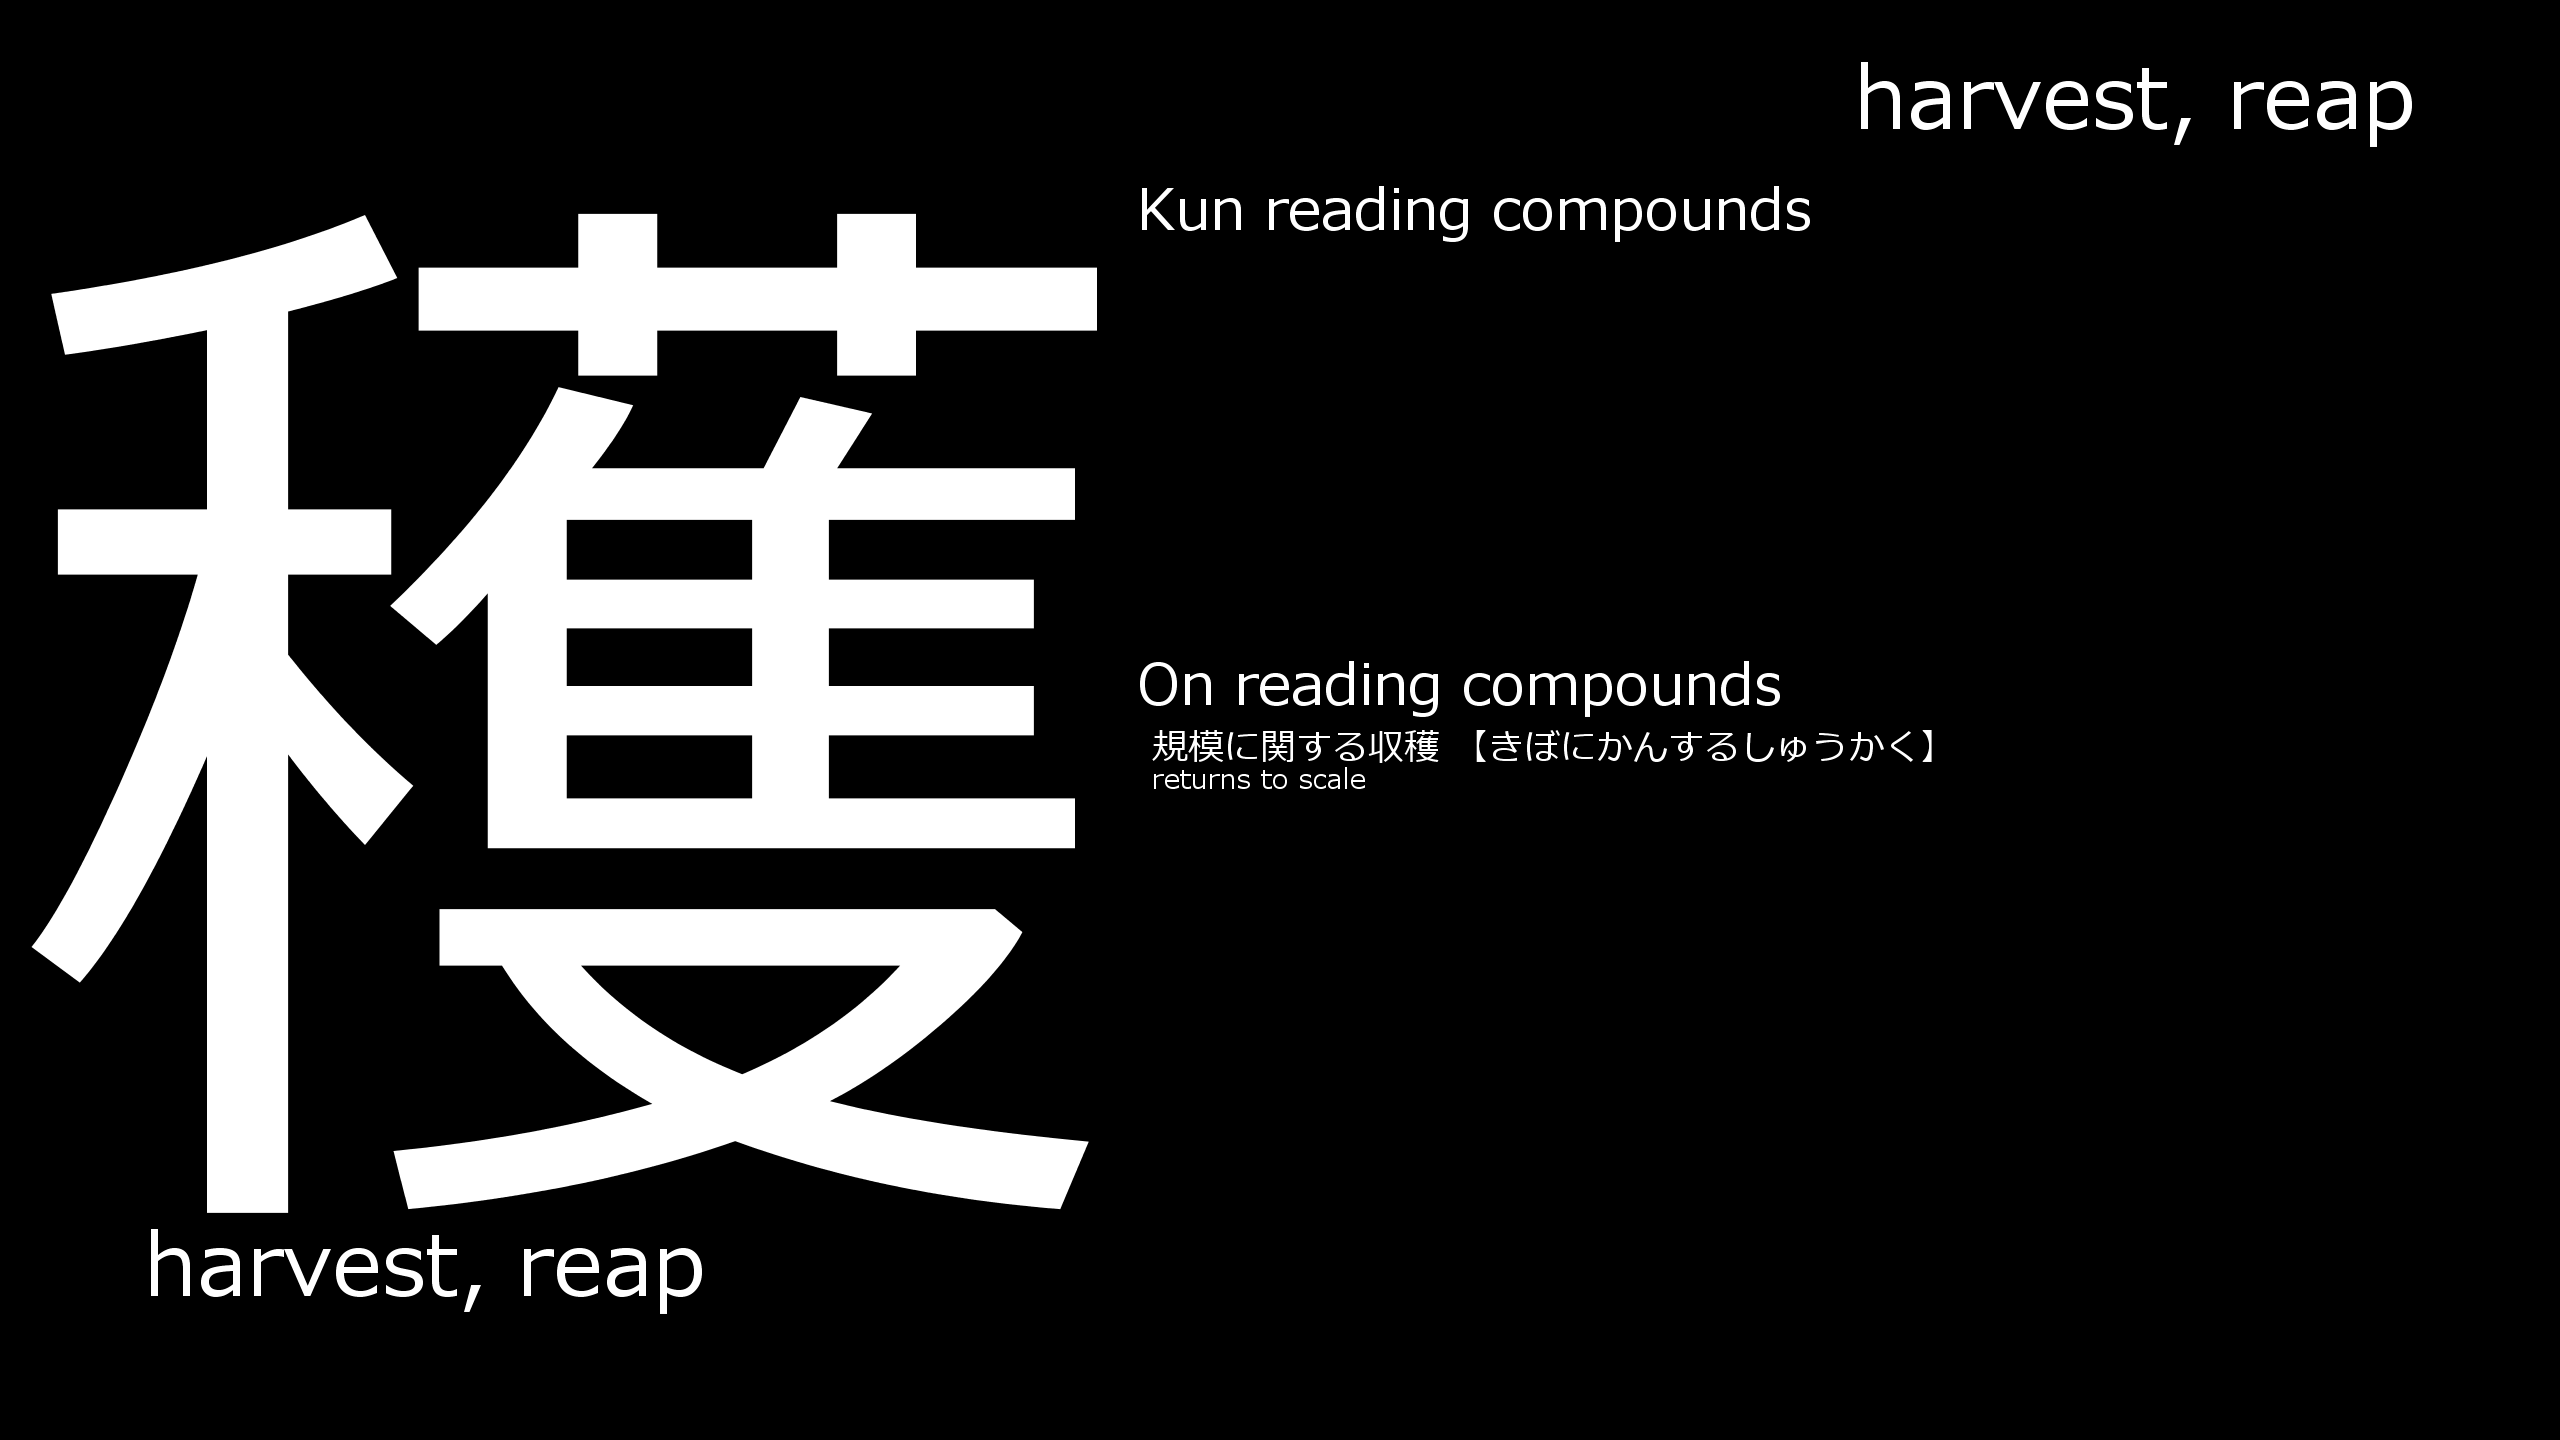 harvest, reap
穫
Kun reading compounds
On reading compounds
規模に関する収穫 【きぼにかんするしゅうかく】
returns to scale
harvest, reap